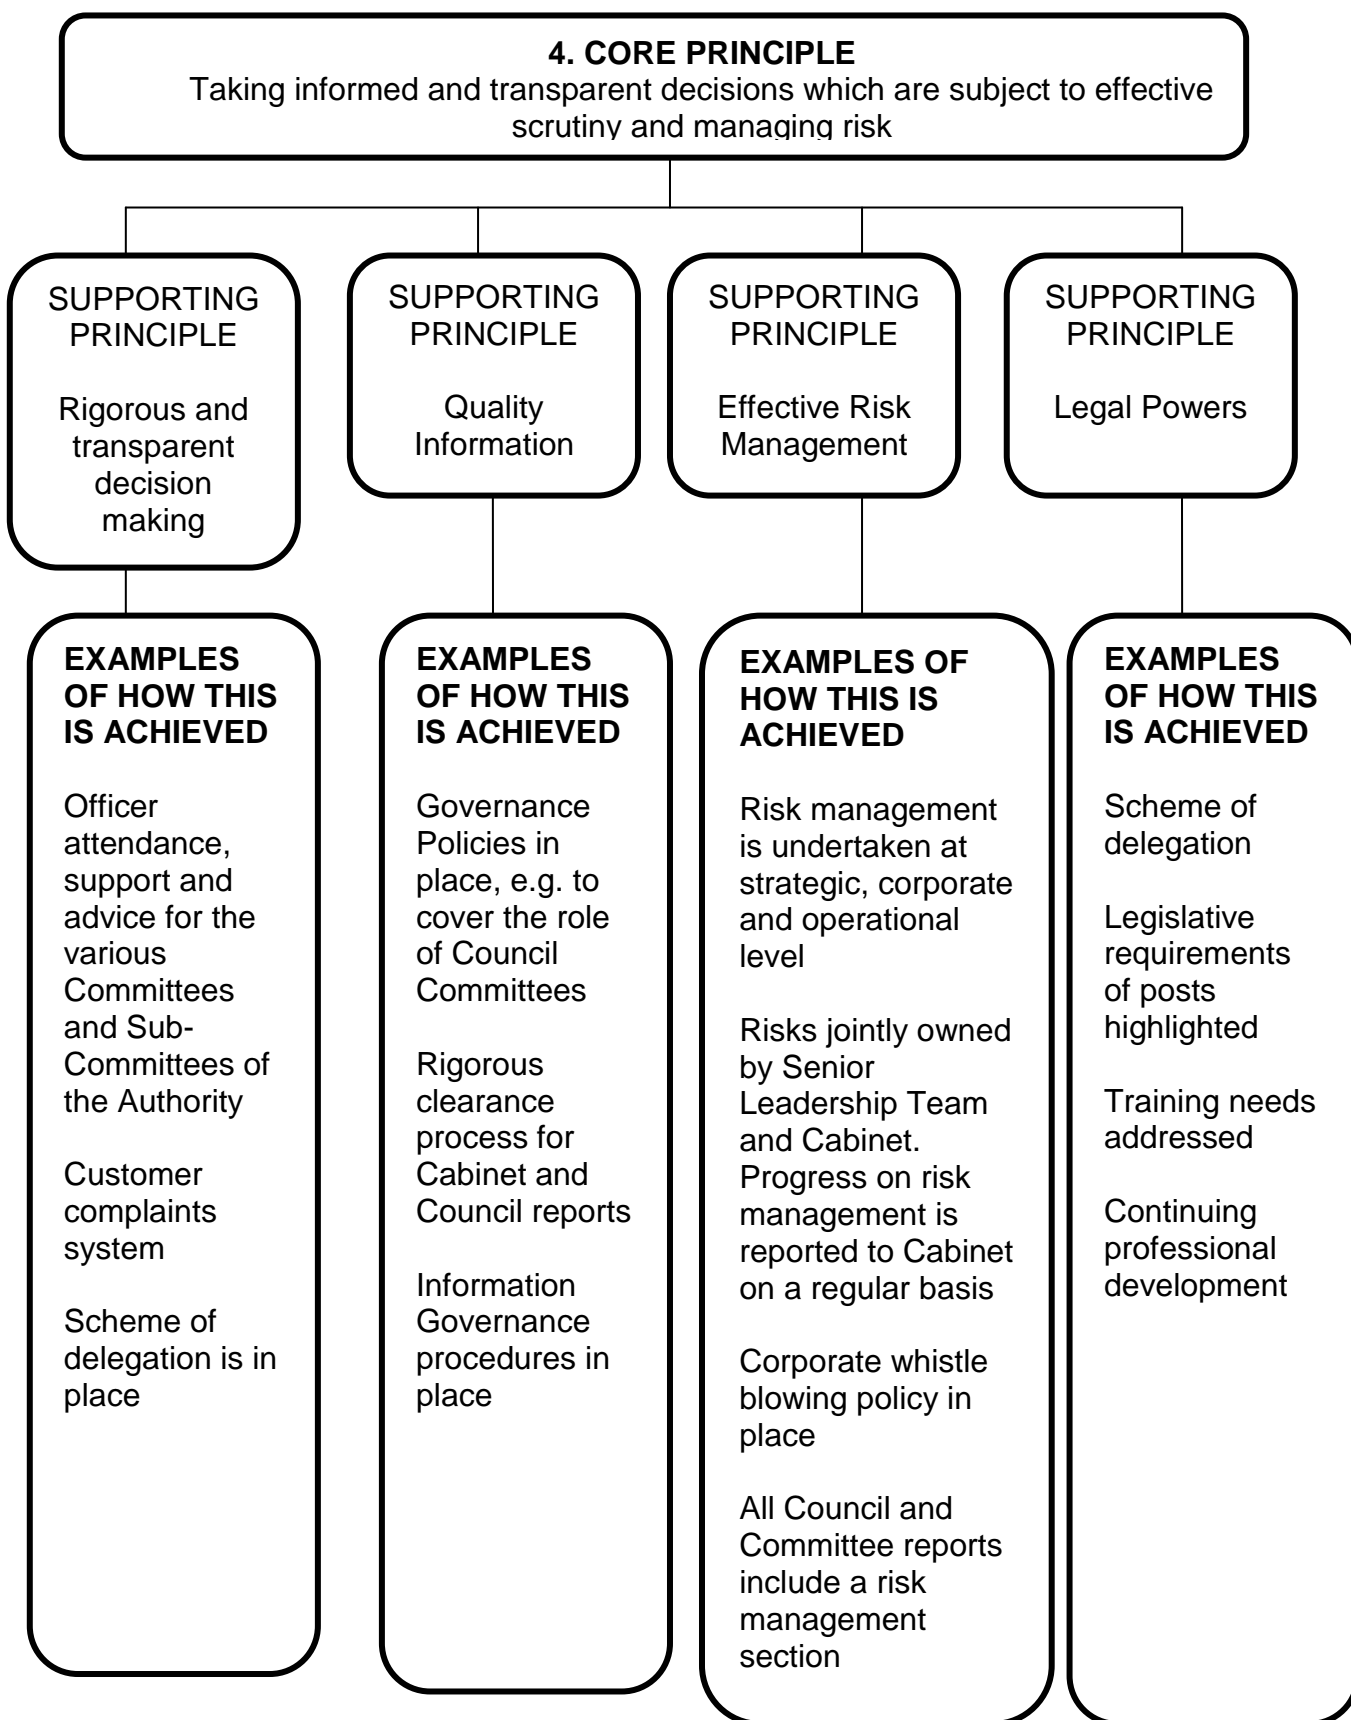 4. CORE PRINCIPLE
Taking informed and transparent decisions which are subject to effective
scrutiny and managing risk
SUPPORTING
PRINCIPLE
Rigorous and
transparent
decision
making
SUPPORTING
PRINCIPLE
Quality
Information
SUPPORTING
PRINCIPLE
Effective Risk
Management
SUPPORTING
PRINCIPLE
Legal Powers
EXAMPLES
OF HOW THIS
IS ACHIEVED
Officer
attendance,
support and
advice for the
various
Committees
and Sub-
Committees of
the Authority
Customer
complaints
system
Scheme of
delegation is in
place
EXAMPLES
OF HOW THIS
IS ACHIEVED
Governance
Policies in
place, e.g. to
cover the role
of Council
Committees
Rigorous
clearance
process for
Cabinet and
Council reports
Information
Governance
procedures in
place
EXAMPLES OF
HOW THIS IS
ACHIEVED
Risk management
is undertaken at
strategic, corporate
and operational
level
Risks jointly owned
by Senior
Leadership Team
and Cabinet.
Progress on risk
management is
reported to Cabinet
on a regular basis
Corporate whistle
blowing policy in
place
All Council and
Committee reports
include a risk
management
section
EXAMPLES
OF HOW THIS
IS ACHIEVED
Scheme of
delegation
Legislative
requirements
of posts
highlighted
Training needs
addressed
Continuing
professional
development